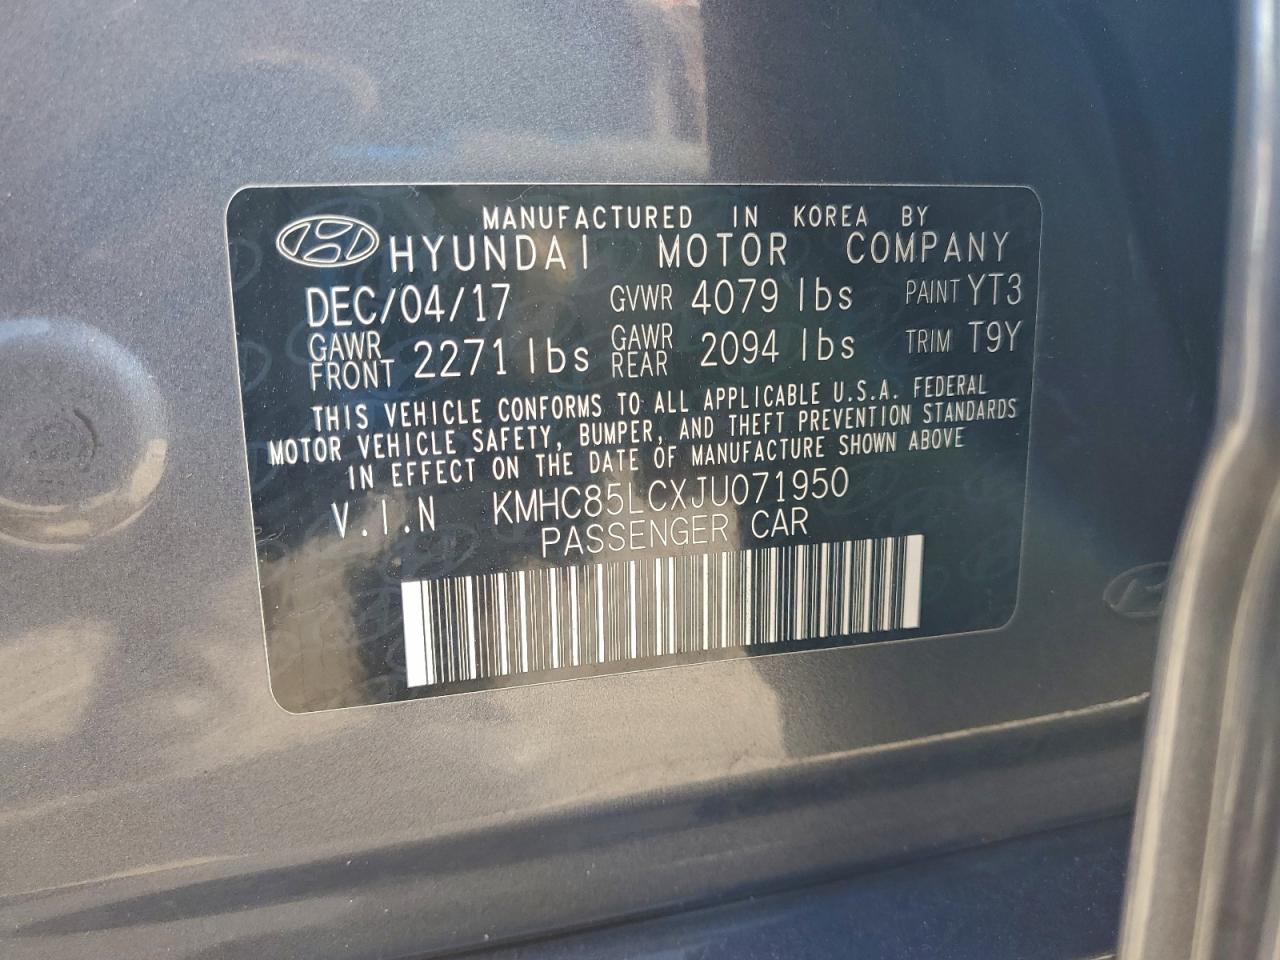 MANUFACTURED IN KOREA BY
HYUNDAI MOTOR COMPANY
DEC/04/17 GVWR 4079 lbs PAINT YT3
GAWR FRONT 2271 lbs GAWR REAR 2094 lbs TRIM T9Y
THIS VEHICLE CONFORMS TO ALL APPLICABLE U.S.A. FEDERAL
MOTOR VEHICLE SAFETY, BUMPER, AND THEFT PREVENTION STANDARDS
IN EFFECT ON THE DATE OF MANUFACTURE SHOWN ABOVE
V.I.N KMHC85LCXJU071950
PASSENGER CAR